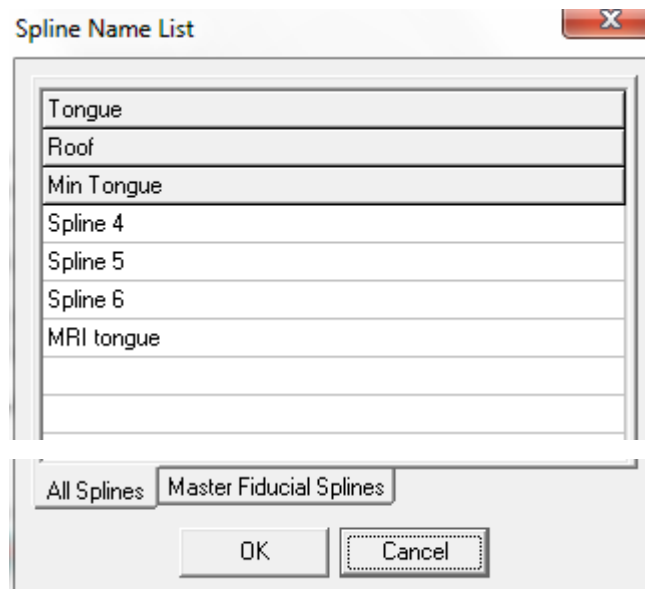 Spline Name List
Tongue
Roof
Min Tongue
Spline 4
Spline 5
Spline 6
MRI tongue
All Splines Master Fiducial Splines
OK Cancel